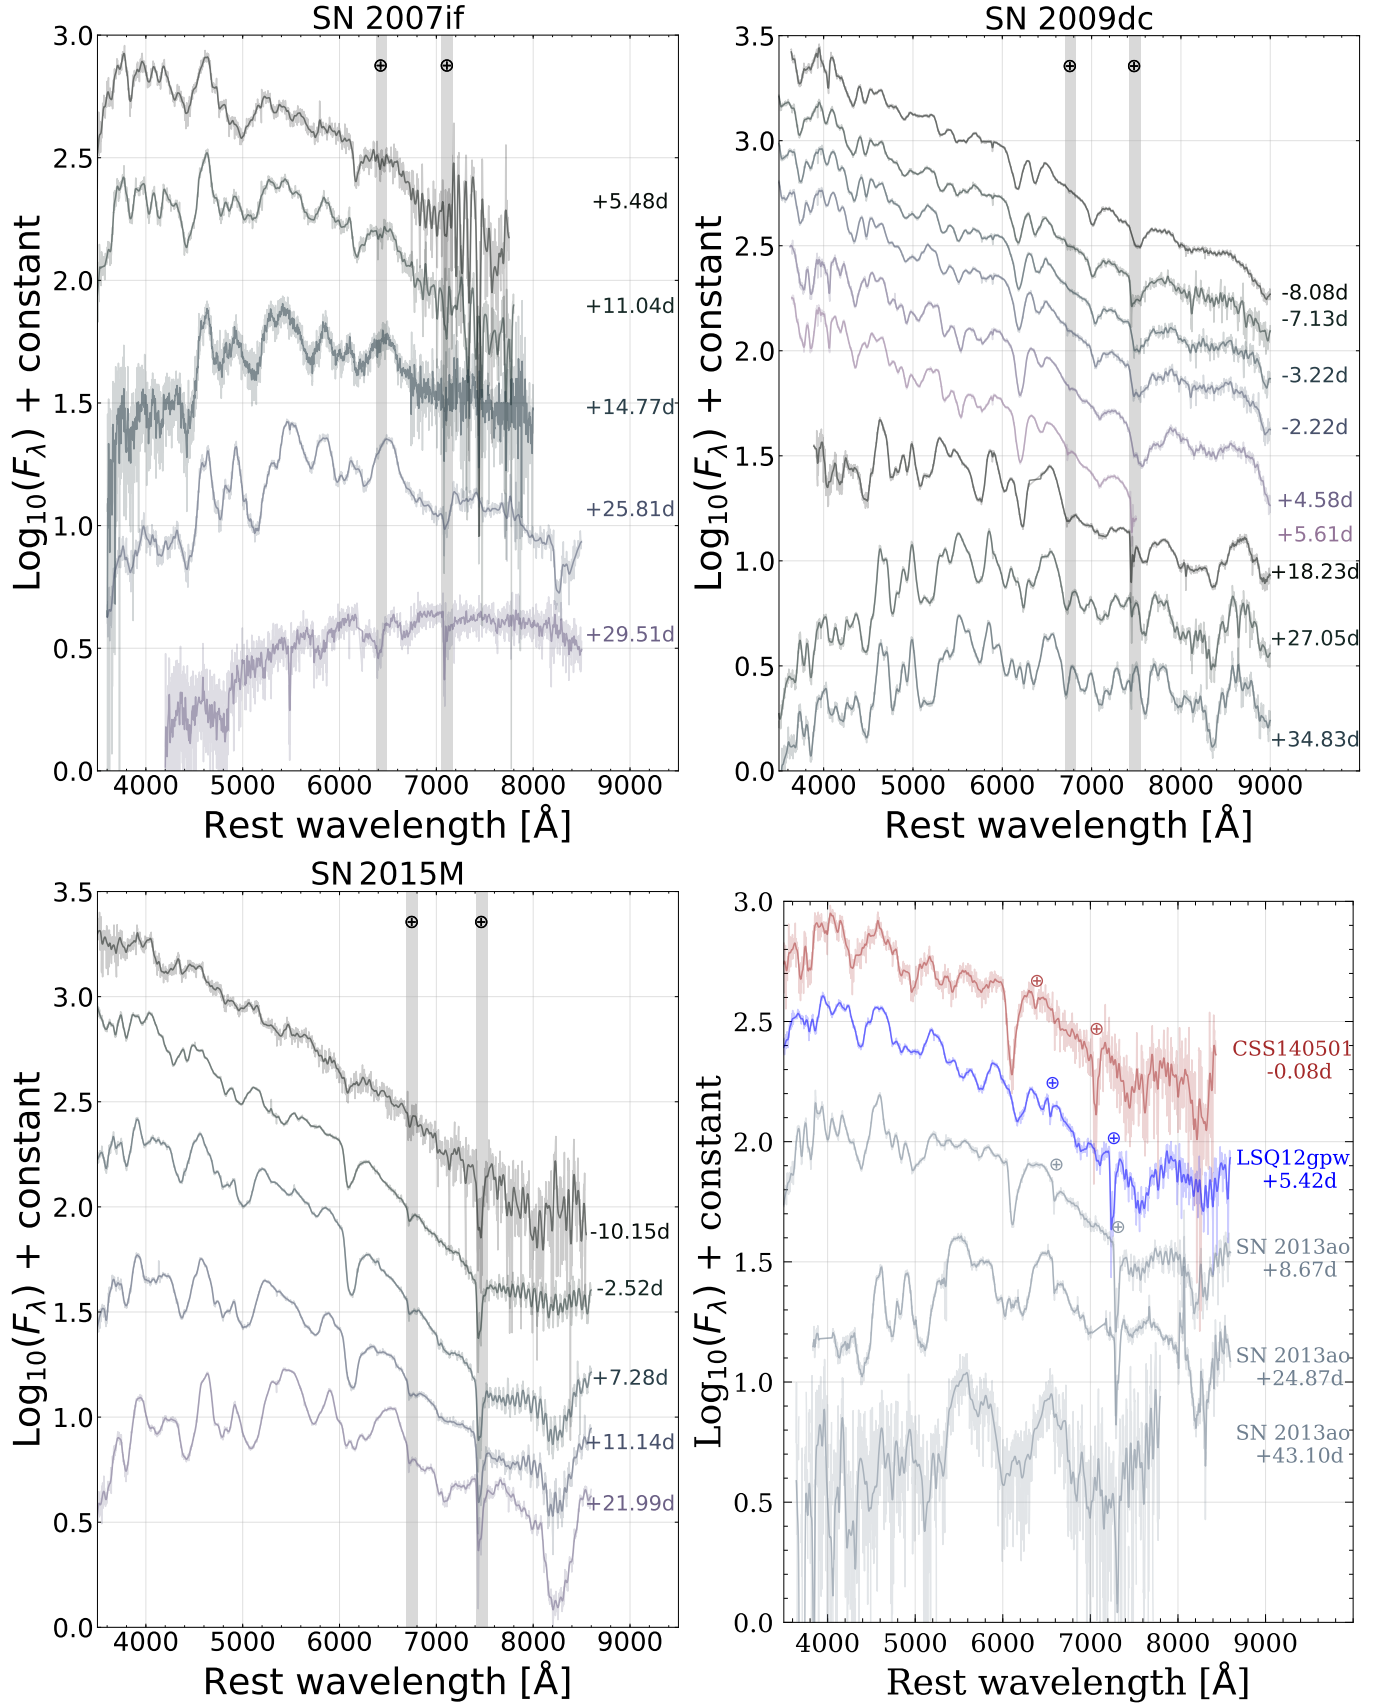 SN 2007if
3.0
2.5
2.0
1.5
1.0
0.5
0.0
Log10(Fλ) + constant
⊕ ⊕
+5.48d
+11.04d
+14.77d
+25.81d
+29.51d
4000 5000 6000 7000 8000 9000
Rest wavelength [Å]
SN 2009dc
3.5
3.0
2.5
2.0
1.5
1.0
0.5
0.0
Log10(Fλ) + constant
⊕ ⊕
-8.08d
-7.13d
-3.22d
-2.22d
+4.58d
+5.61d
+18.23d
+27.05d
+34.83d
4000 5000 6000 7000 8000 9000
Rest wavelength [Å]
SN 2015M
3.5
3.0
2.5
2.0
1.5
1.0
0.5
0.0
Log10(Fλ) + constant
⊕ ⊕
-10.15d
-2.52d
+7.28d
+11.14d
+21.99d
4000 5000 6000 7000 8000 9000
Rest wavelength [Å]
3.0
2.5
2.0
1.5
1.0
0.5
0.0
Log10(Fλ) + constant
⊕ ⊕
CSS140501
-0.08d
⊕ ⊕
LSQ12gpw
+5.42d
⊕ ⊕
SN 2013ao
+8.67d
SN 2013ao
+24.87d
SN 2013ao
+43.10d
4000 5000 6000 7000 8000 9000
Rest wavelength [Å]